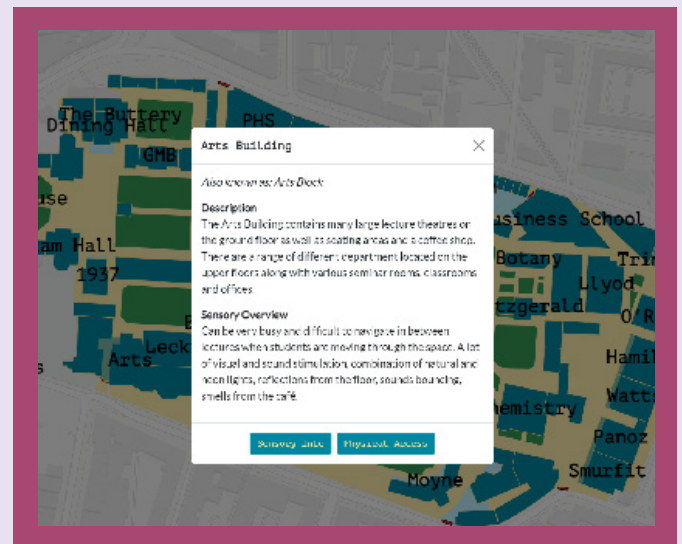 The Buttery
Dining Hall
PHS
GMB
Arts Building
Also known as: Arts Block
Description
The Arts Building contains many large lecture theatres on
the ground floor as well as seating areas and a coffee shop.
There are a range of different department located on the
upper floors along with various seminar rooms, classrooms
and offices.
Sensory Overview
Can be very busy and difficult to navigate in between
lectures when students are moving through the space. A lot
of visual and sound stimulation, combination of natural and
neon lights, reflections from the floor, sounds bouncing,
smells from the café.
Sensory Info
Physical Access
use
am Hall
1937
Leck
Arts
s
usiness School
Botany
Tri
Llyod
tzgerald
O'R
Hamil
Watt
emistry
Panoz
Smurfit
Moyne